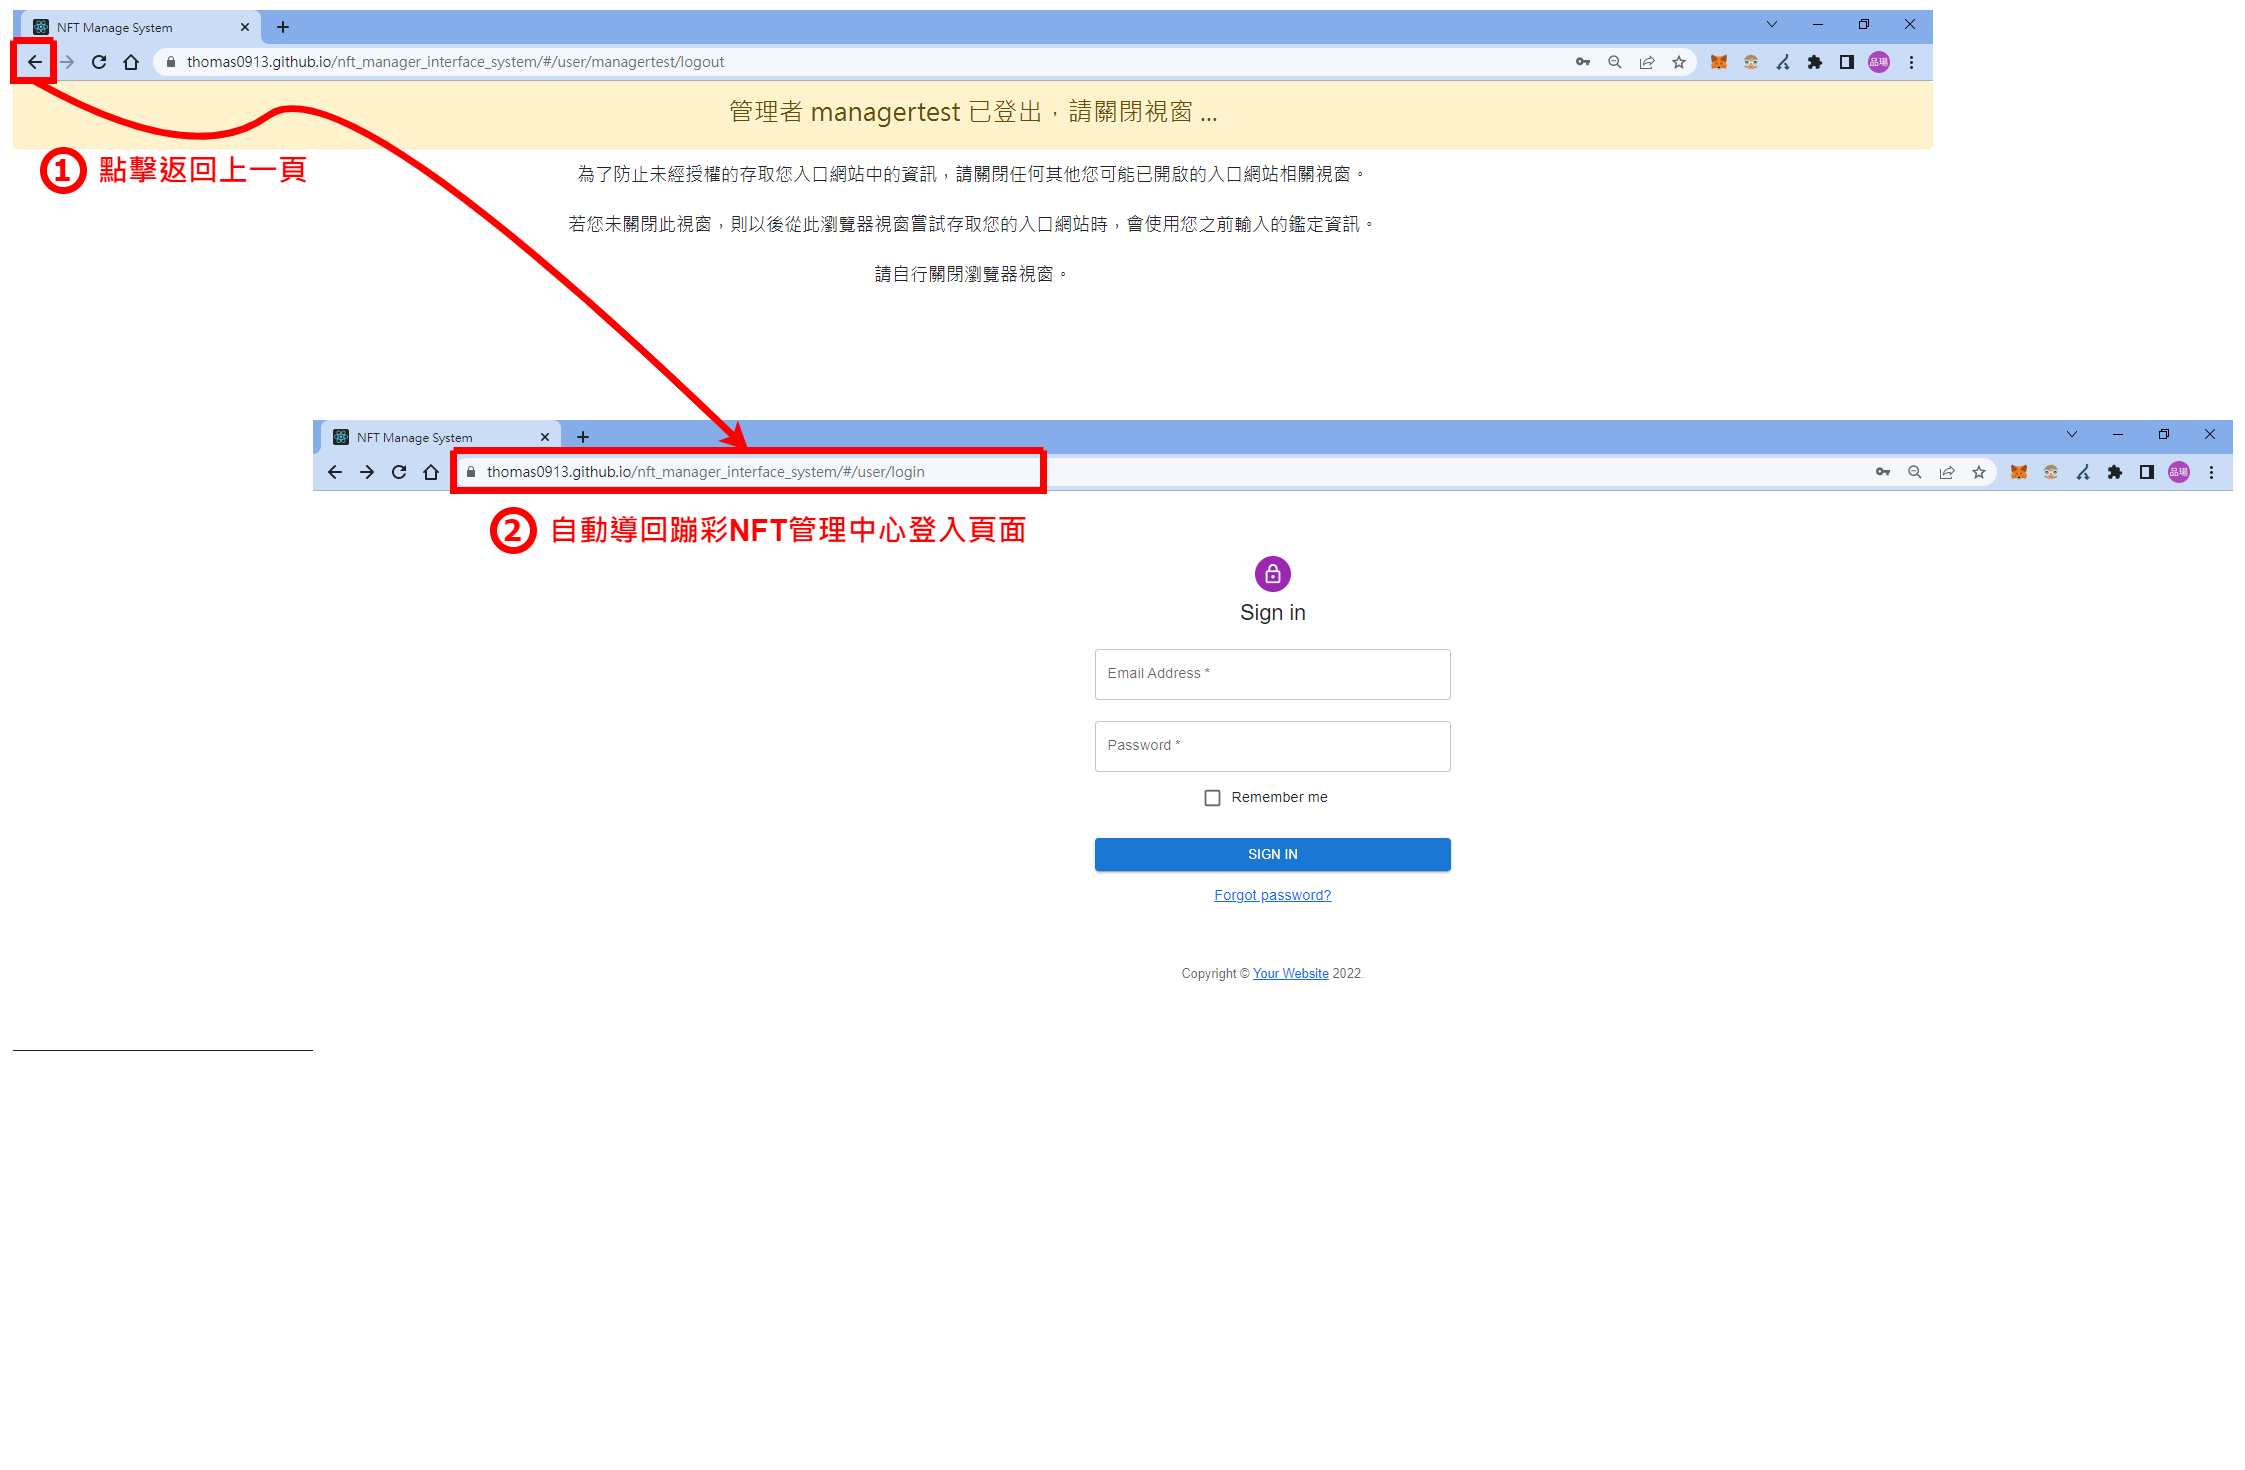 NFT Manage System
thomas0913.github.io/nft_manager_interface_system/#/user/managertest/logout
品瑒
管理者 managertest 已登出，請關閉視窗 ...
1 點擊返回上一頁
為了防止未經授權的存取您入口網站中的資訊，請關閉任何其他您可能已開啟的入口網站相關視窗。
若您未關閉此視窗，則以後從此瀏覽器視窗嘗試存取您的入口網站時，會使用您之前輸入的鑑定資訊。
請自行關閉瀏覽器視窗。
NFT Manage System
thomas0913.github.io/nft_manager_interface_system/#/user/login
品瑒
2 自動導回蹦彩NFT管理中心登入頁面
Sign in
Email Address *
Password *
Remember me
SIGN IN
Forgot password?
Copyright © Your Website 2022.